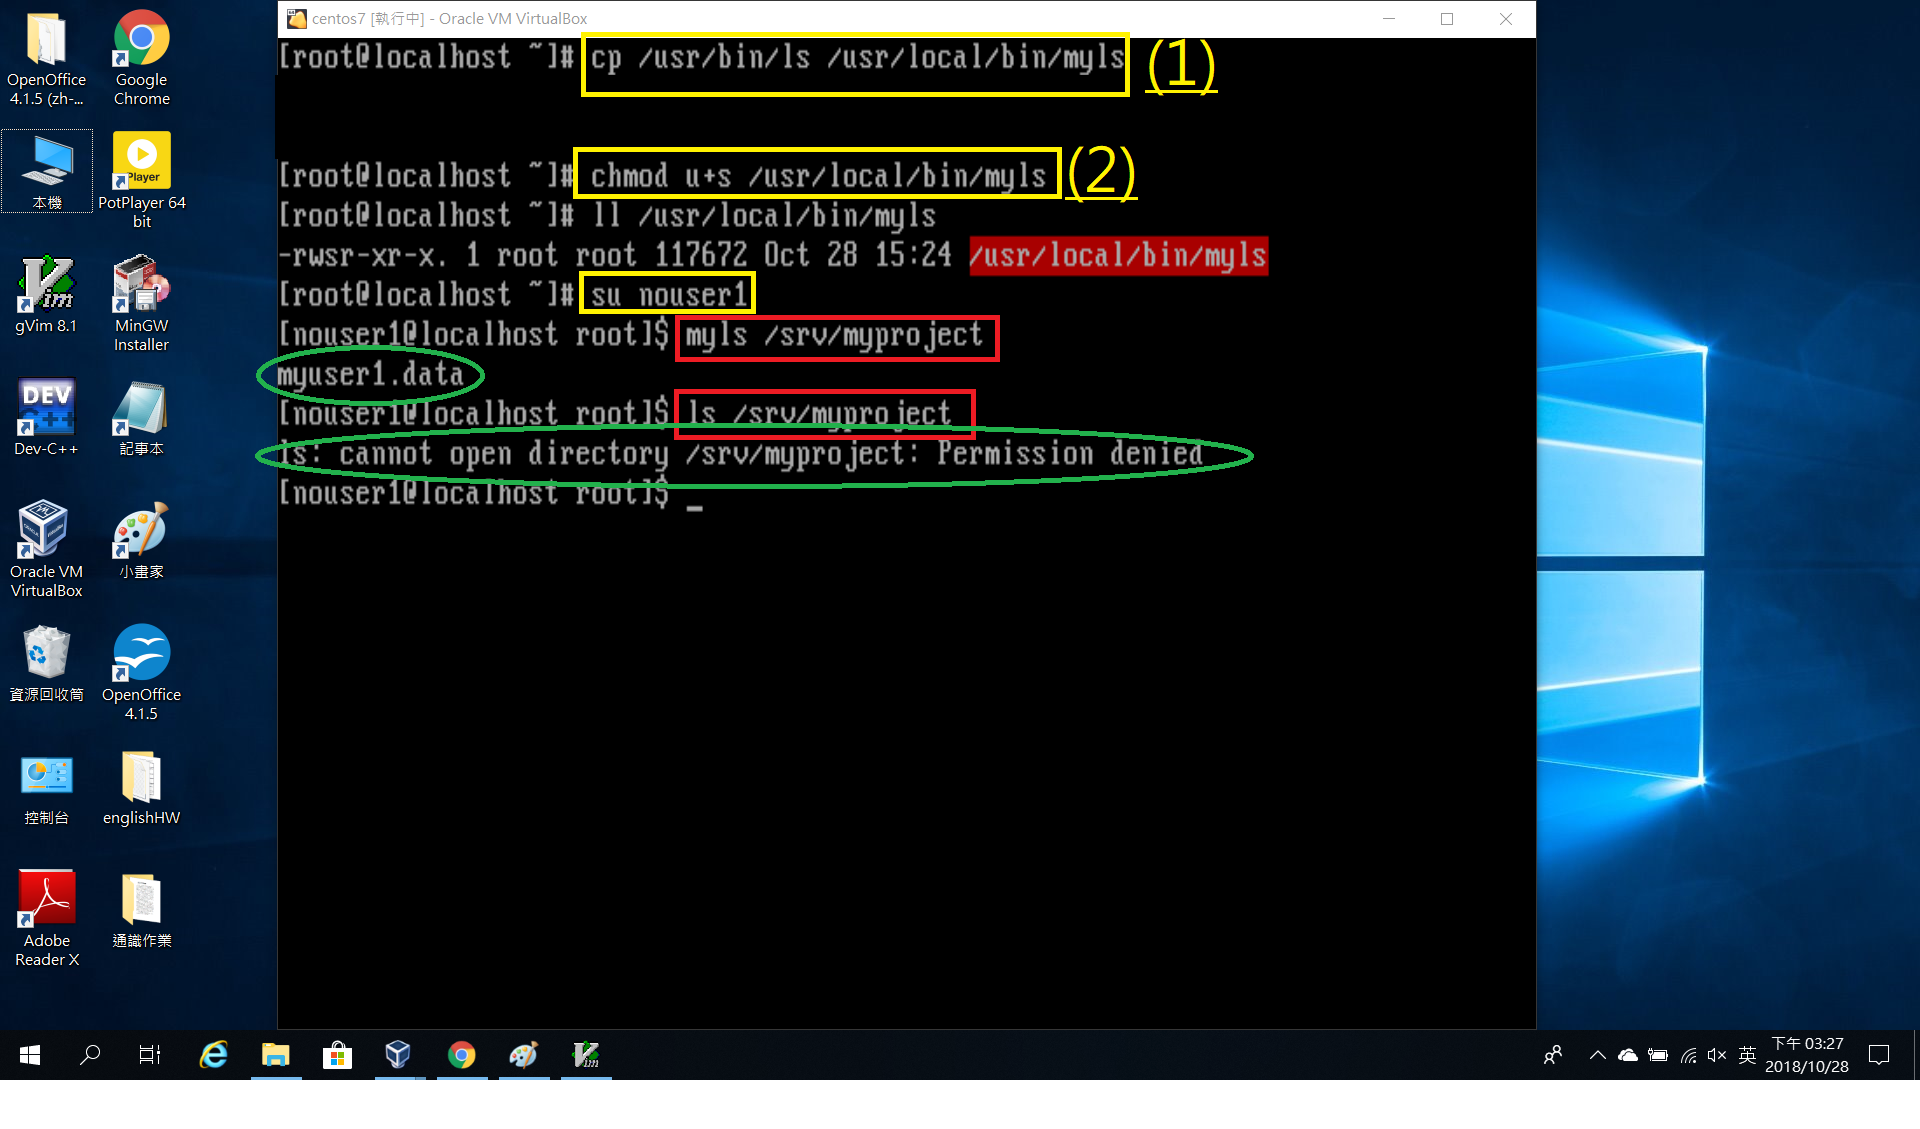 centos7 [執行中] - Oracle VM VirtualBox
[root@localhost ~]# cp /usr/bin/ls /usr/local/bin/myls (1)
[root@localhost ~]# chmod u+s /usr/local/bin/myls (2)
[root@localhost ~]# ll /usr/local/bin/myls
-rwsr-xr-x. 1 root root 117672 Oct 28 15:24 /usr/local/bin/myls
[root@localhost ~]# su nouser1
[nouser1@localhost root]$ myls /srv/myproject
myuser1.data
[nouser1@localhost root]$ ls /srv/myproject
ls: cannot open directory /srv/myproject: Permission denied
[nouser1@localhost root]$ _
OpenOffice
4.1.5 (zh-...
Google
Chrome
本機
Player
PotPlayer 64
bit
Vim
gVim 8.1
MinGW
Installer
DEV
C++
Dev-C++
記事本
Oracle VM
VirtualBox
小畫家
資源回收筒
OpenOffice
4.1.5
控制台
englishHW
Adobe
Reader X
通識作業
英
下午 03:27
2018/10/28